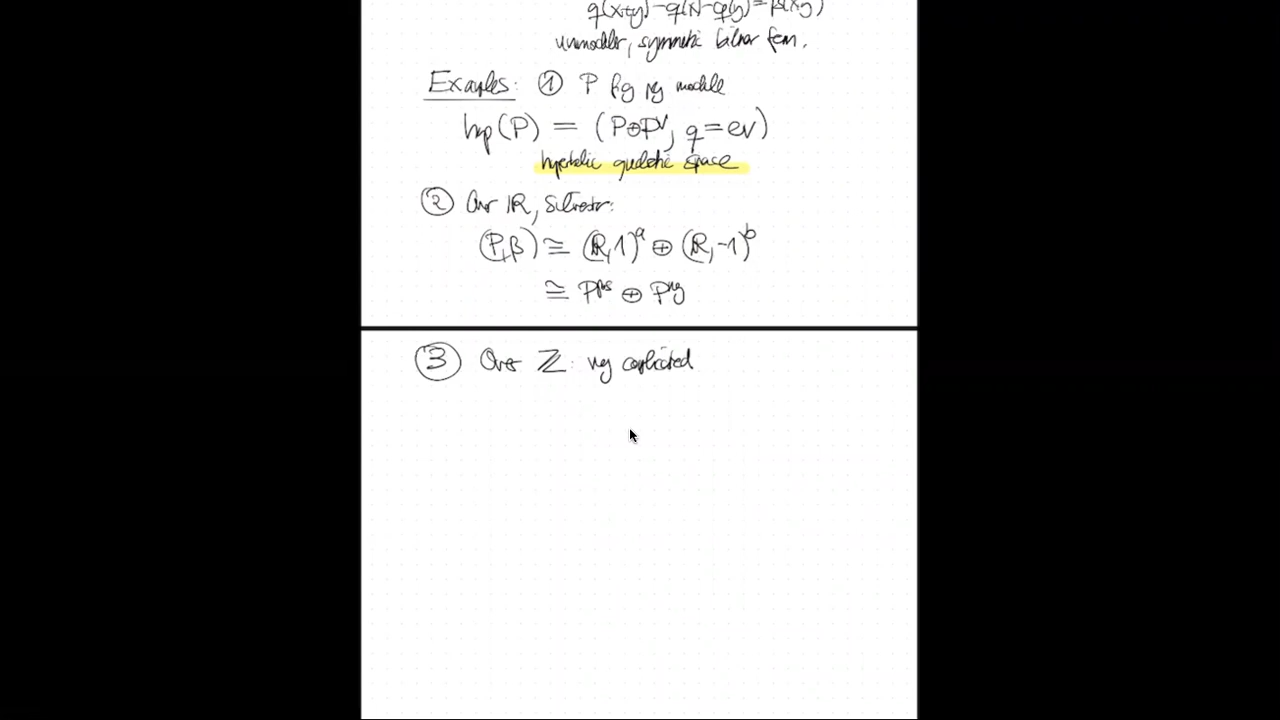 q(x+y)-q(x)-q(y)=β(x,y)
unimodular, symmetric bilinear form.
Examples: ① P f.g. proj module
hyp(P) = (P⊕P^∨, q=ev)
hyperbolic quadratic space
② Over ℝ, Silvester:
(P,β) ≅ (ℝ,1)^a ⊕ (ℝ,-1)^b
≅ P^pos ⊕ P^neg
③ Over ℤ: very complicated